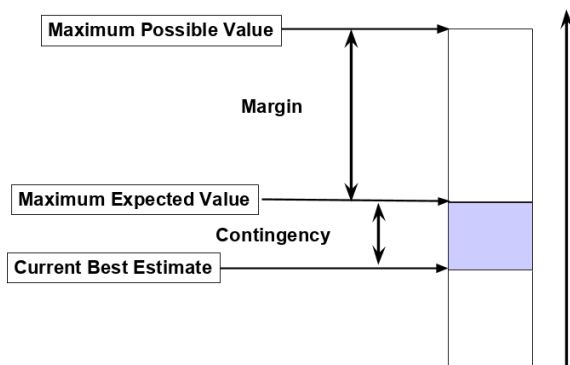 Maximum Possible Value
Margin
Maximum Expected Value
Contingency
Current Best Estimate